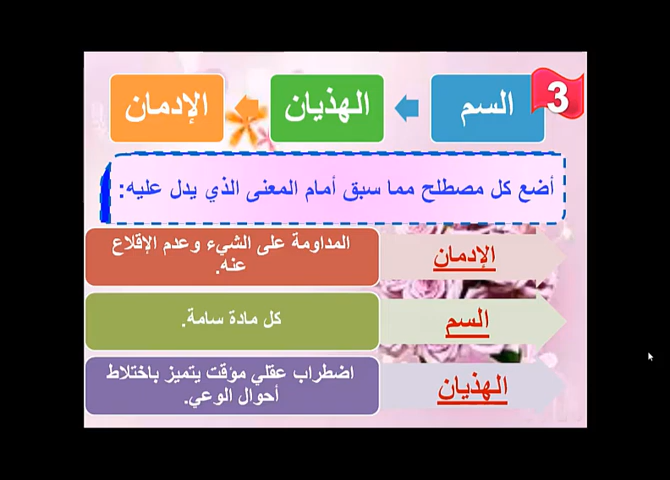 3
السم
الهذيان
الإدمان
أضع كل مصطلح مما سبق أمام المعنى الذي يدل عليه:
الإدمان
المداومة على الشيء وعدم الإقلاع
عنه.
السم
كل مادة سامة.
الهذيان
اضطراب عقلي مؤقت يتميز باختلاط
أحوال الوعي.